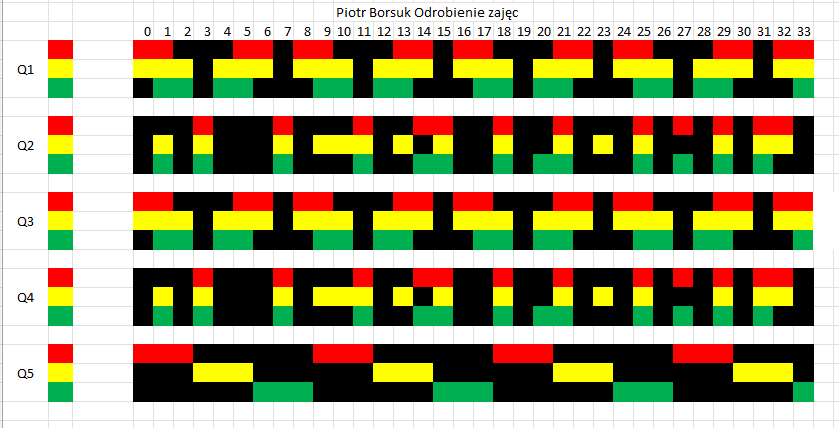 Piotr Borsuk Odrobienie zajęc
0 1 2 3 4 5 6 7 8 9 10 11 12 13 14 15 16 17 18 19 20 21 22 23 24 25 26 27 28 29 30 31 32 33
Q1
Q2
Q3
Q4
Q5